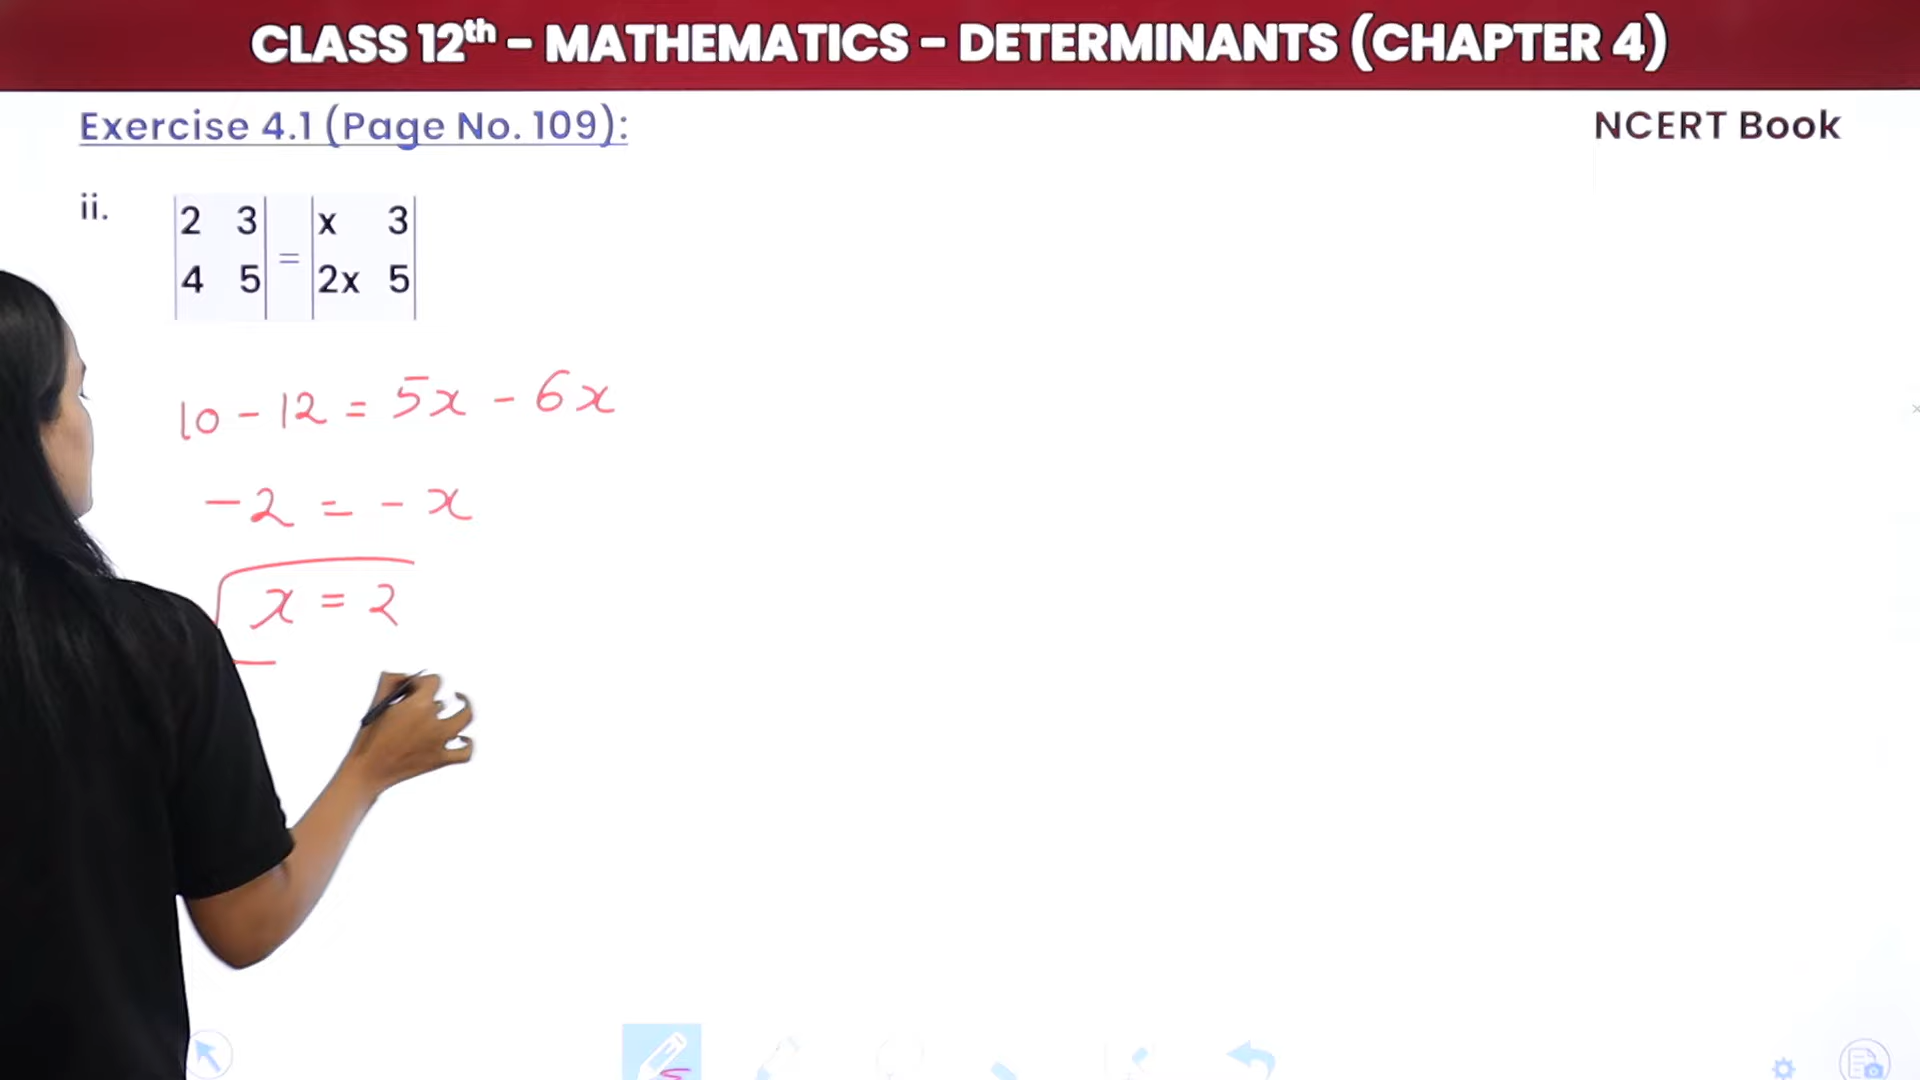 CLASS 12th - MATHEMATICS - DETERMINANTS (CHAPTER 4)
Exercise 4.1 (Page No. 109):
NCERT Book
ii.
2 3 x 3
=
4 5 2x 5
10 - 12 = 5x - 6x
-2 = -x
x = 2